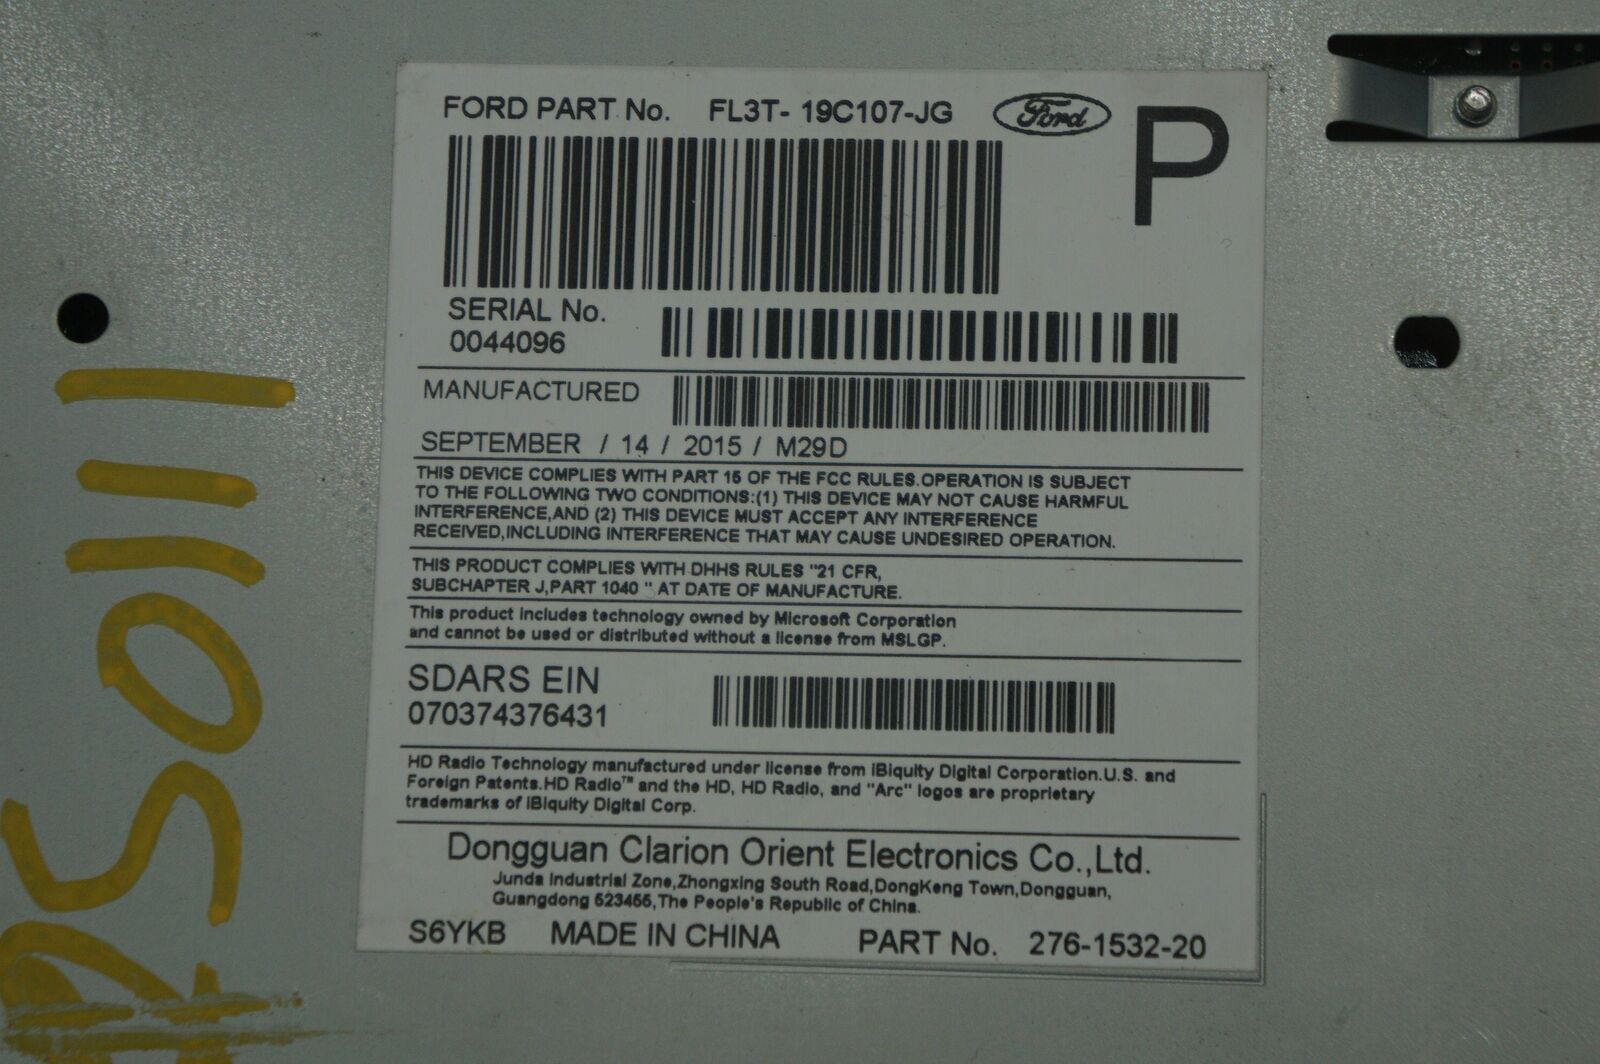 FORD PART No. FL3T- 19C107-JG Ford P
SERIAL No.
0044096
MANUFACTURED
SEPTEMBER / 14 / 2015 / M29D
THIS DEVICE COMPLIES WITH PART 15 OF THE FCC RULES.OPERATION IS SUBJECT
TO THE FOLLOWING TWO CONDITIONS:(1) THIS DEVICE MAY NOT CAUSE HARMFUL
INTERFERENCE,AND (2) THIS DEVICE MUST ACCEPT ANY INTERFERENCE
RECEIVED,INCLUDING INTERFERENCE THAT MAY CAUSE UNDESIRED OPERATION.
THIS PRODUCT COMPLIES WITH DHHS RULES "21 CFR,
SUBCHAPTER J,PART 1040 " AT DATE OF MANUFACTURE.
This product includes technology owned by Microsoft Corporation
and cannot be used or distributed without a license from MSLGP.
SDARS EIN
070374376431
HD Radio Technology manufactured under license from iBiquity Digital Corporation.U.S. and
Foreign Patents.HD Radio™ and the HD, HD Radio, and "Arc" logos are proprietary
trademarks of iBiquity Digital Corp.
Dongguan Clarion Orient Electronics Co.,Ltd.
Junda Industrial Zone,Zhongxing South Road,DongKeng Town,Dongguan,
Guangdong 523455,The People's Republic of China.
S6YKB MADE IN CHINA PART No. 276-1532-20